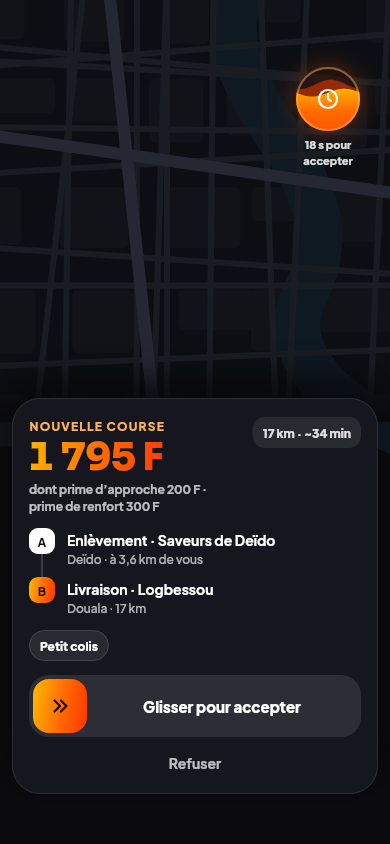 18 s pour
accepter
NOUVELLE COURSE
1 795 F
17 km · ~34 min
dont prime d'approche 200 F ·
prime de renfort 300 F
A
Enlèvement · Saveurs de Deïdo
Deïdo · à 3,6 km de vous
B
Livraison · Logbessou
Douala · 17 km
Petit colis
Glisser pour accepter
Refuser